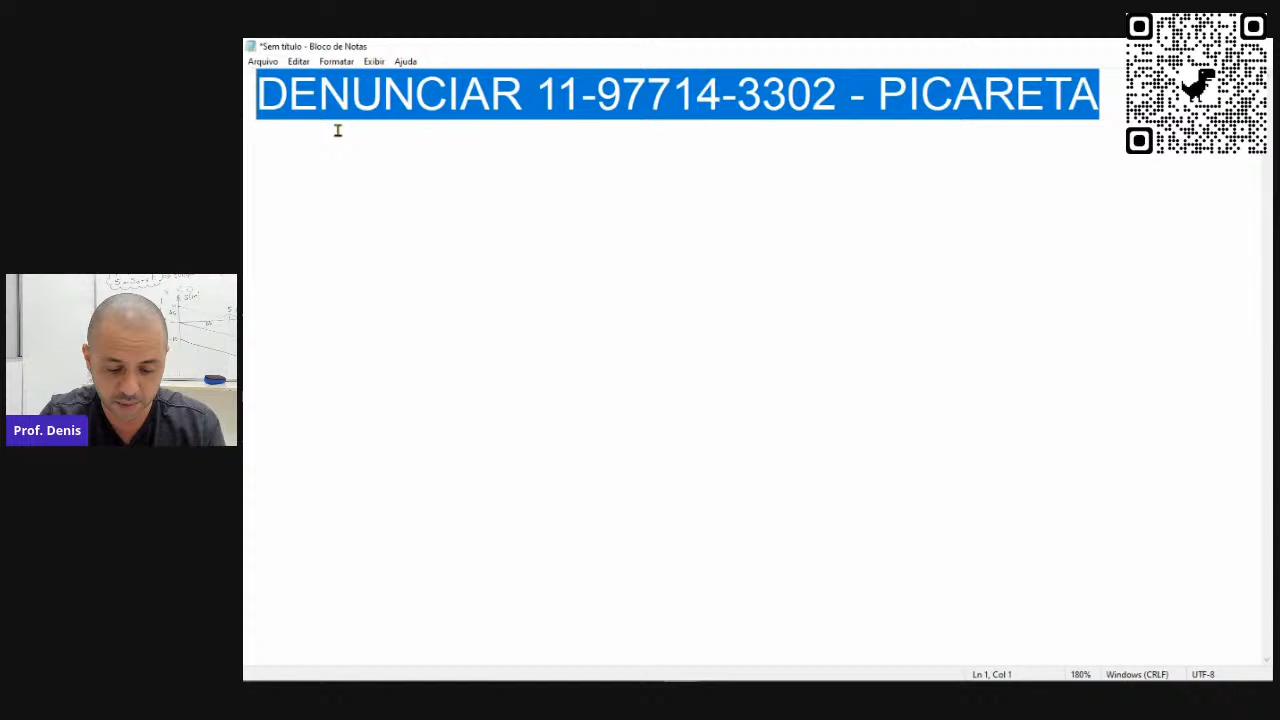 *Sem título - Bloco de Notas
Arquivo Editar Formatar Exibir Ajuda
DENUNCIAR 11-97714-3302 - PICARETA
Prof. Denis
Ln 1, Col 1 180% Windows (CRLF) UTF-8